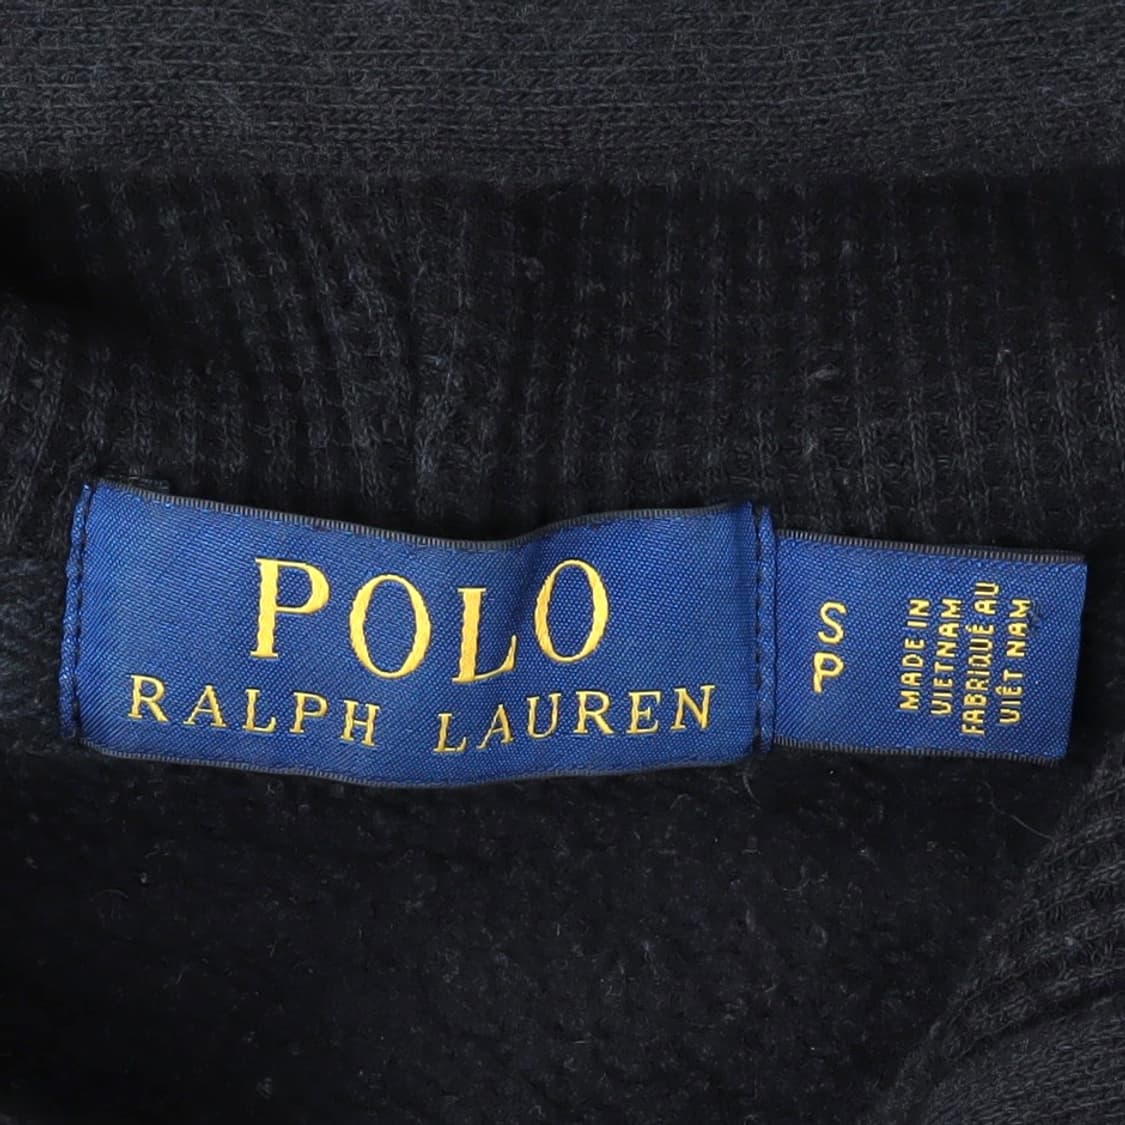 POLO
RALPH LAUREN
S
P
MADE IN
VIETNAM
FABRIQUÉ AU
VIÊT NAM